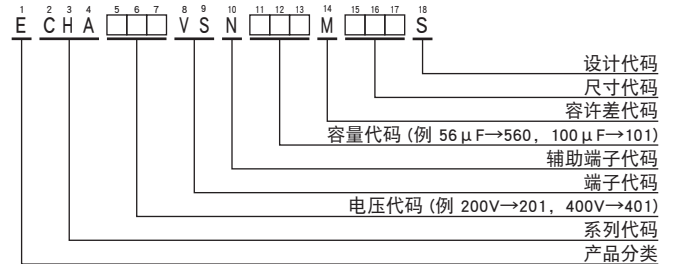 1 2 3 4 5 6 7 8 9 10 11 12 13 14 15 16 17 18
E CHA □□□ VS N □□□ M □□□ S
设计代码
尺寸代码
容许差代码
容量代码 (例 56μF→560, 100μF→101)
辅助端子代码
端子代码
电压代码 (例 200V→201, 400V→401)
系列代码
产品分类